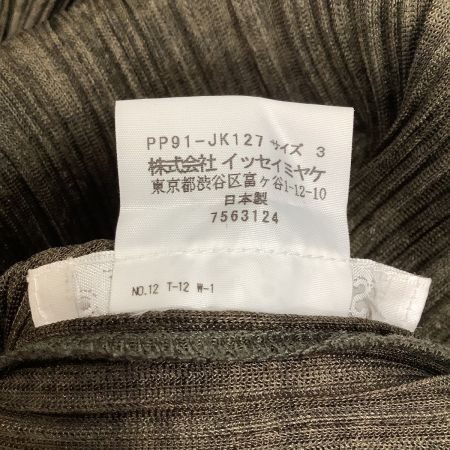 PP91-JK127 サイズ 3
株式会社 イッセイミヤケ
東京都渋谷区富ヶ谷1-12-10
日本製
7563124
NO.12 T-12 W-1